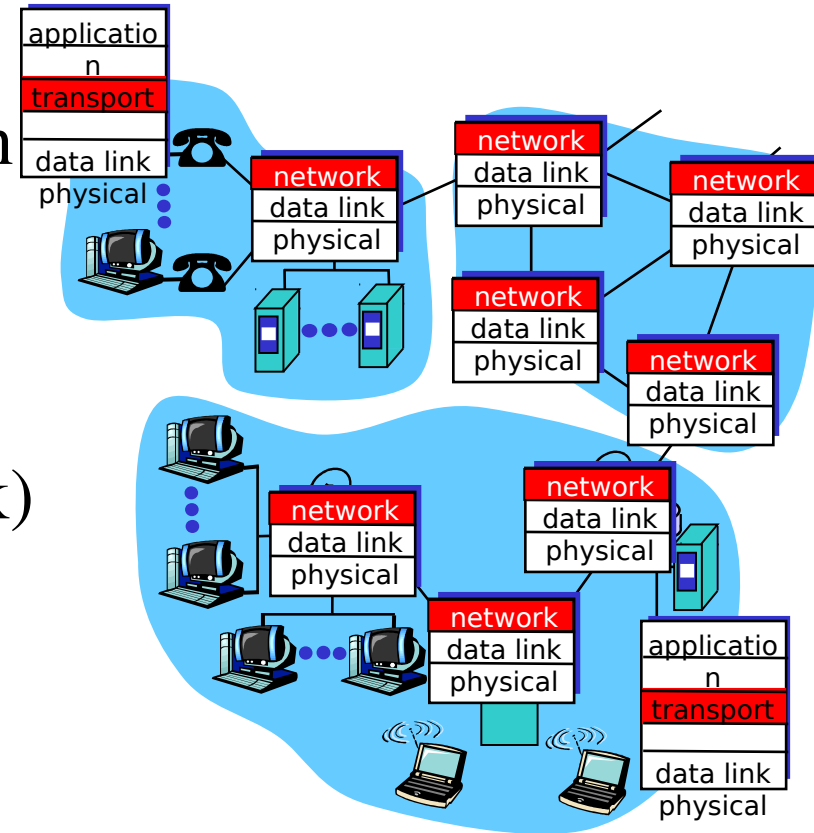 applicatio
n
transport
data link
physical
n
network
data link
physical
network
data link
physical
network
data link
physical
network
data link
physical
network
data link
physical
k)
network
data link
physical
network
data link
physical
network
data link
physical
applicatio
n
transport
data link
physical